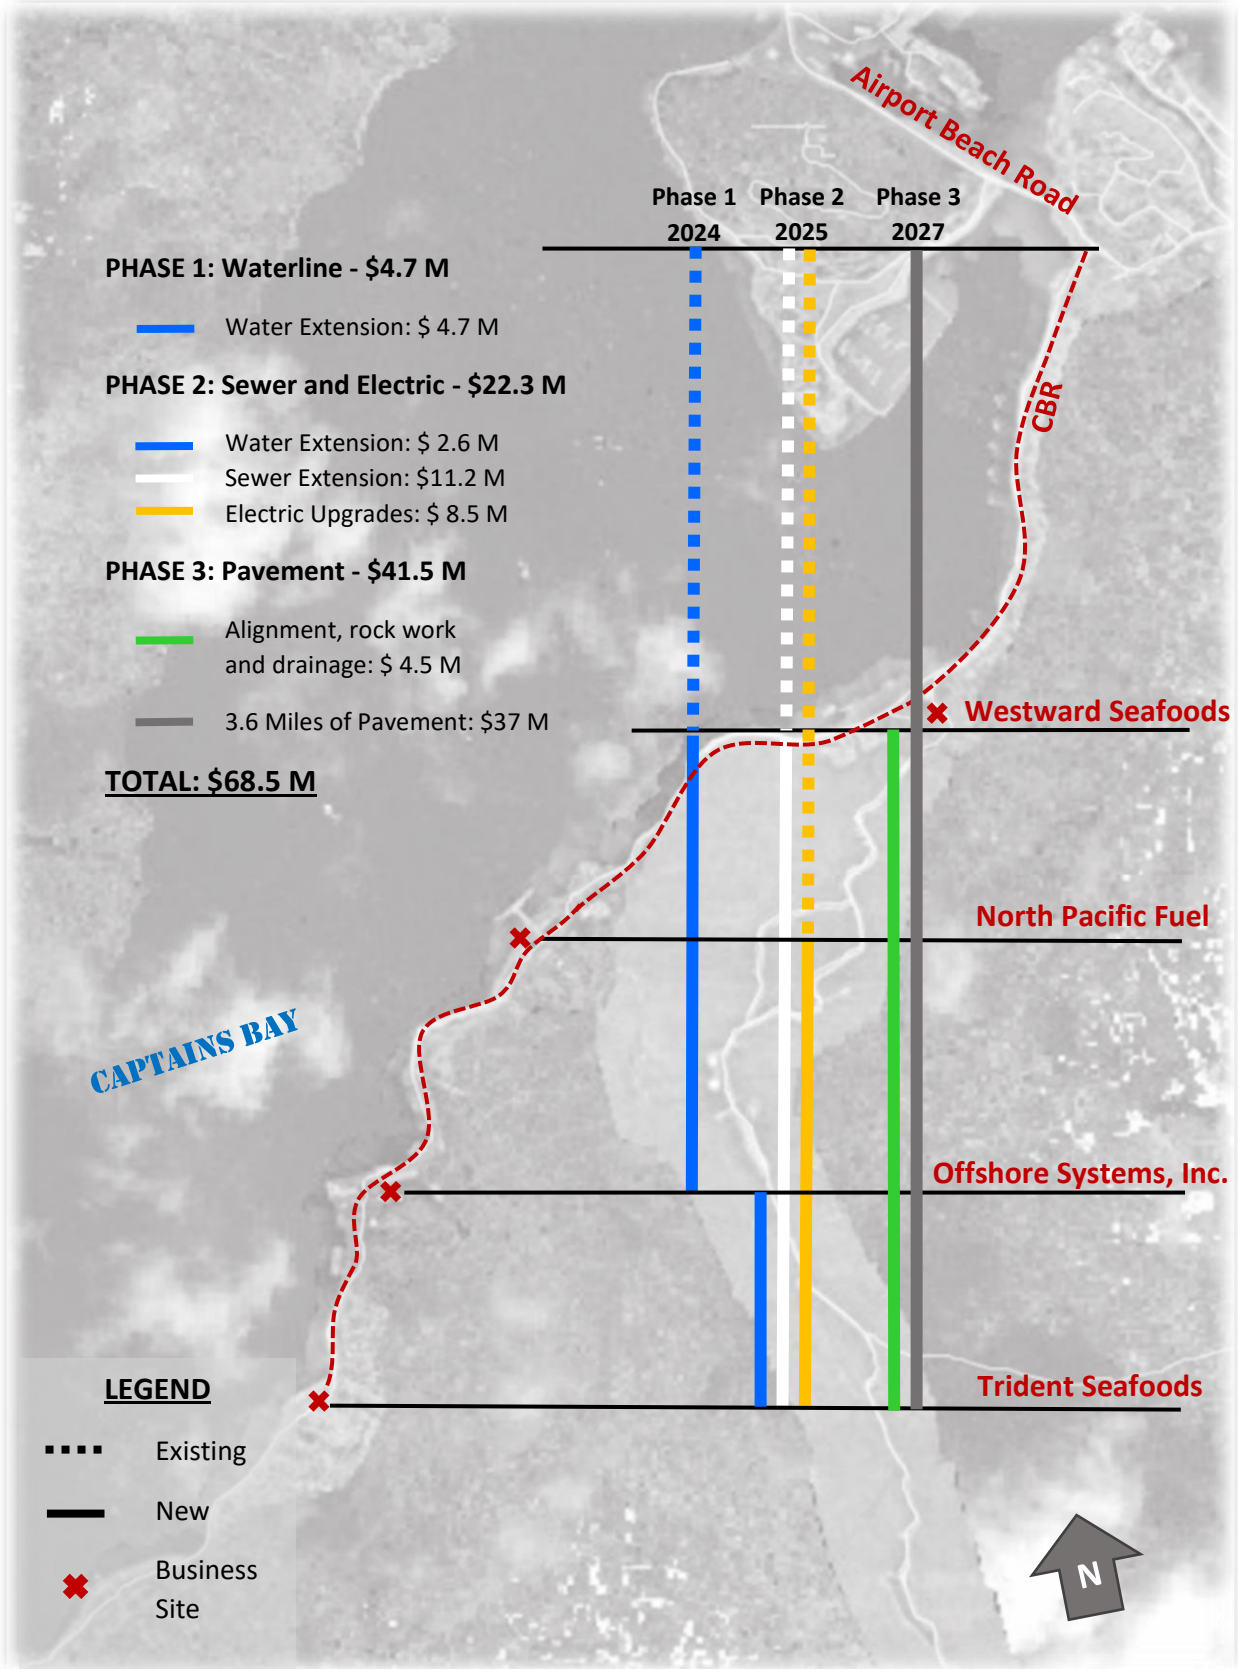 Airport Beach Road
Phase 1 Phase 2 Phase 3
2024 2025 2027
PHASE 1: Waterline - $4.7 M
Water Extension: $ 4.7 M
PHASE 2: Sewer and Electric - $22.3 M
Water Extension: $ 2.6 M
Sewer Extension: $11.2 M
Electric Upgrades: $ 8.5 M
PHASE 3: Pavement - $41.5 M
Alignment, rock work
and drainage: $ 4.5 M
3.6 Miles of Pavement: $37 M
TOTAL: $68.5 M
CBR
Westward Seafoods
North Pacific Fuel
CAPTAINS BAY
Offshore Systems, Inc.
Trident Seafoods
LEGEND
Existing
New
Business
Site
N